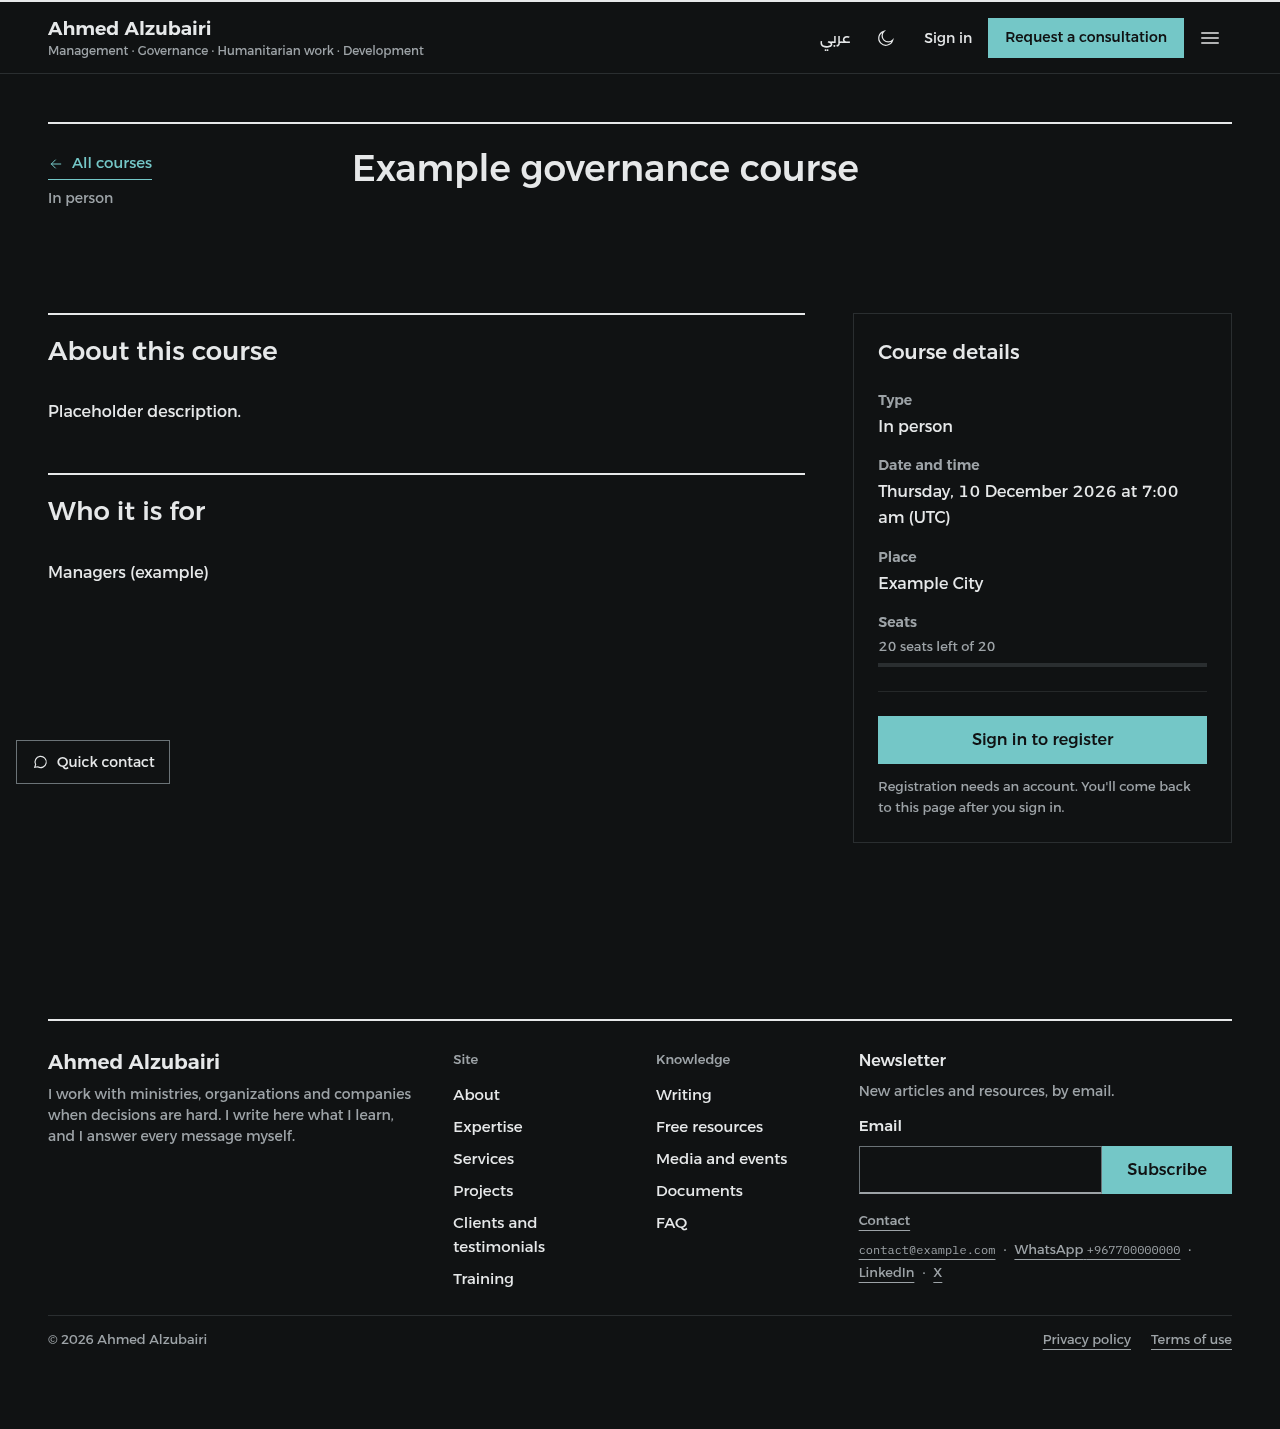 Ahmed Alzubairi
Management · Governance · Humanitarian work · Development
عربي
Sign in
Request a consultation
← All courses
In person
Example governance course
About this course
Placeholder description.
Who it is for
Managers (example)
Course details
Type
In person
Date and time
Thursday, 10 December 2026 at 7:00
am (UTC)
Place
Example City
Seats
20 seats left of 20
Sign in to register
Registration needs an account. You'll come back
to this page after you sign in.
Quick contact
Ahmed Alzubairi
I work with ministries, organizations and companies
when decisions are hard. I write here what I learn,
and I answer every message myself.
Site
About
Expertise
Services
Projects
Clients and
testimonials
Training
Knowledge
Writing
Free resources
Media and events
Documents
FAQ
Newsletter
New articles and resources, by email.
Email
Subscribe
Contact
contact@example.com · WhatsApp +967700000000 ·
LinkedIn · X
© 2026 Ahmed Alzubairi
Privacy policy
Terms of use